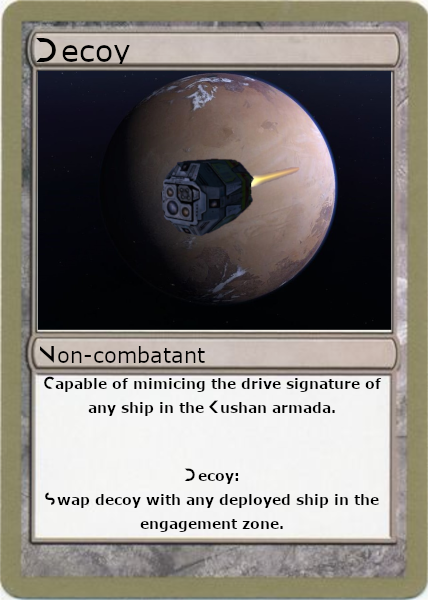 Decoy
Non-combatant
Capable of mimicing the drive signature of
any ship in the Kushan armada.
Decoy:
Swap decoy with any deployed ship in the
engagement zone.